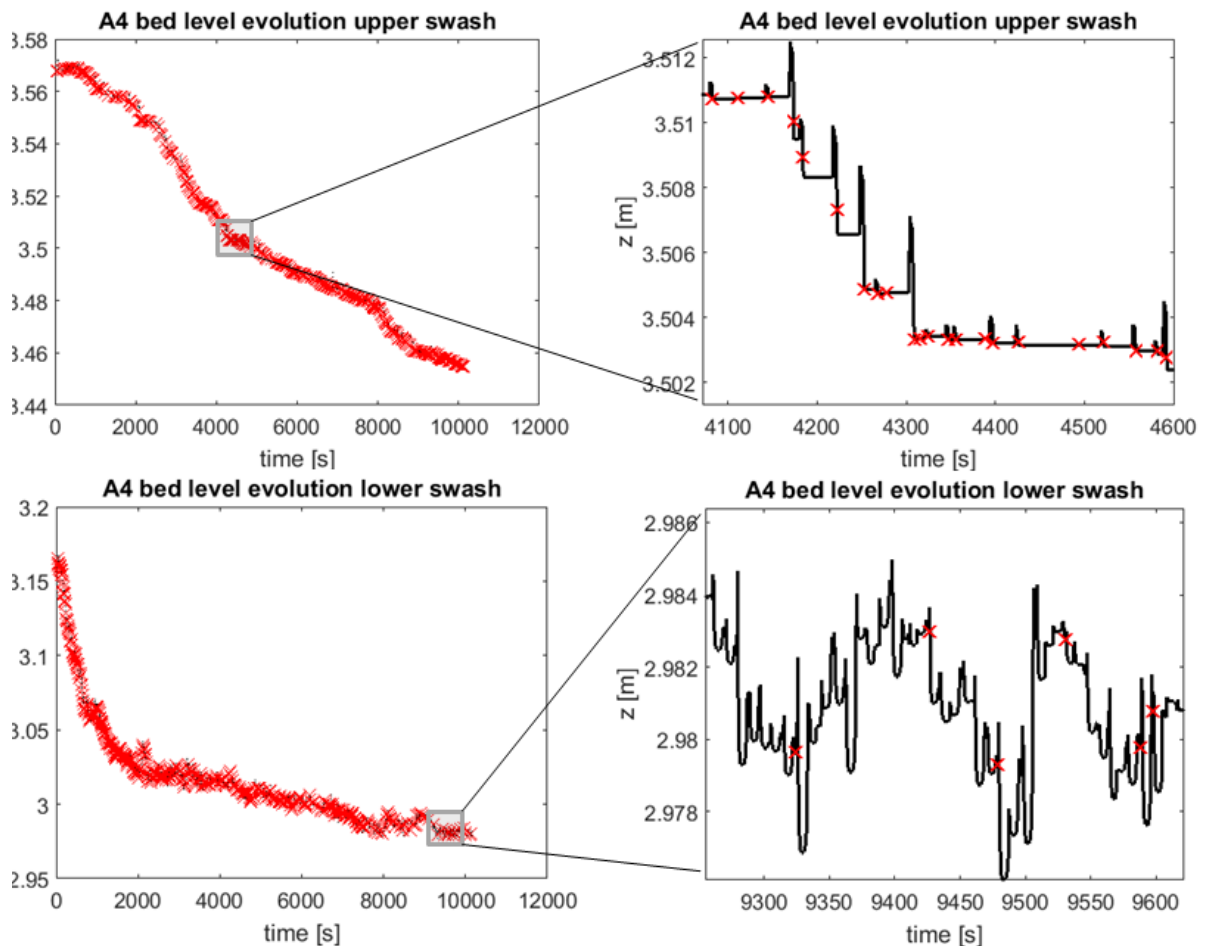 A4 bed level evolution upper swash
3.58
3.56
3.54
3.52
3.5
3.48
3.46
3.44
0 2000 4000 6000 8000 10000 12000
time [s]
A4 bed level evolution upper swash
z [m]
3.512
3.51
3.508
3.506
3.504
3.502
4100 4200 4300 4400 4500 4600
time [s]
A4 bed level evolution lower swash
3.2
3.15
3.1
3.05
3
2.95
0 2000 4000 6000 8000 10000 12000
time [s]
A4 bed level evolution lower swash
z [m]
2.986
2.984
2.982
2.98
2.978
9300 9350 9400 9450 9500 9550 9600
time [s]